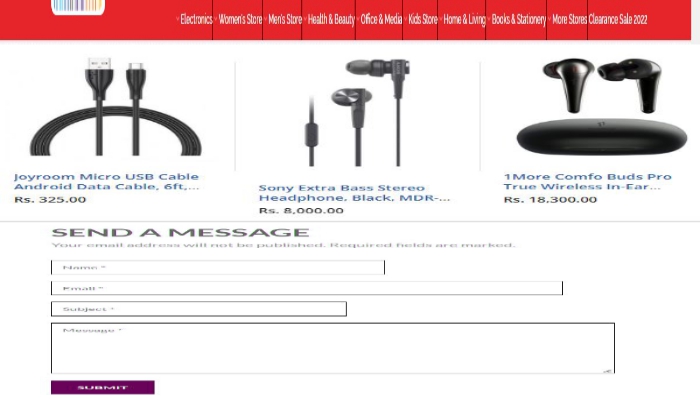 Electronics Women's Store Men's Store Health & Beauty Office & Media Kids Store Home & Living Books & Stationery More Stores Clearance Sale 2022
Joyroom Micro USB Cable
Android Data Cable, 6ft,...
Rs. 325.00
Sony Extra Bass Stereo
Headphone, Black, MDR-...
Rs. 8,000.00
1More Comfo Buds Pro
True Wireless In-Ear...
Rs. 18,300.00
SEND A MESSAGE
Your email address will not be published. Required fields are marked.
Name *
Email *
Subject *
Message *
SUBMIT